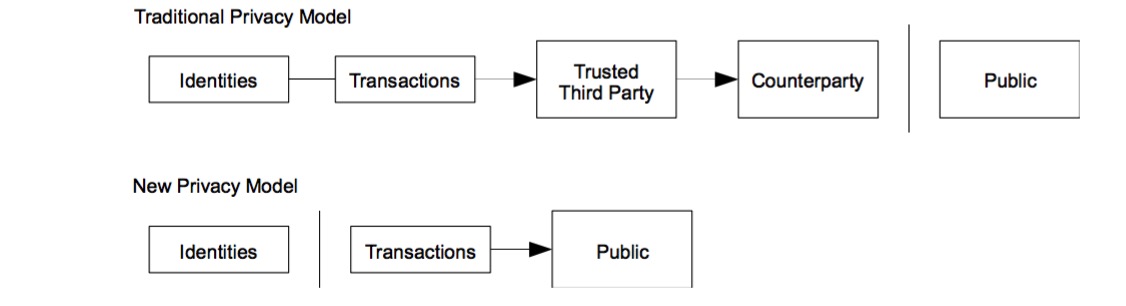 Traditional Privacy Model
Identities
Transactions
Trusted
Third Party
Counterparty
Public
New Privacy Model
Identities
Transactions
Public